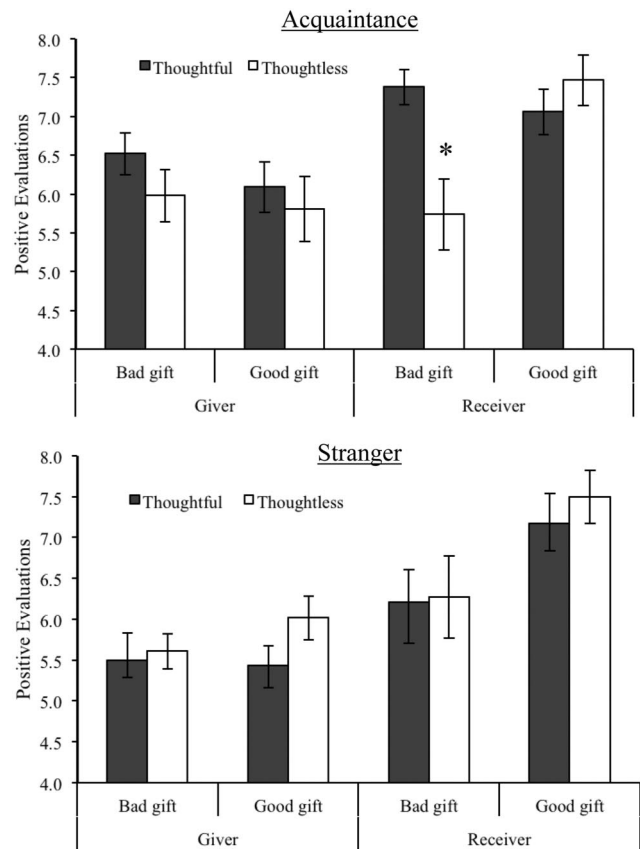 Acquaintance
8.0
7.5
7.0
6.5
6.0
5.5
5.0
4.5
4.0
Positive Evaluations
Thoughtful Thoughtless
*
Bad gift Good gift Bad gift Good gift
Giver Receiver
Stranger
8.0
7.5
7.0
6.5
6.0
5.5
5.0
4.5
4.0
Positive Evaluations
Thoughtful Thoughtless
Bad gift Good gift Bad gift Good gift
Giver Receiver